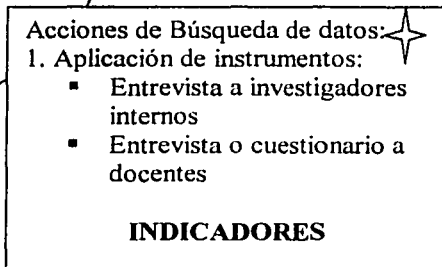 Acciones de Búsqueda de datos:
1. Aplicación de instrumentos:
▪ Entrevista a investigadores
internos
▪ Entrevista o cuestionario a
docentes
INDICADORES